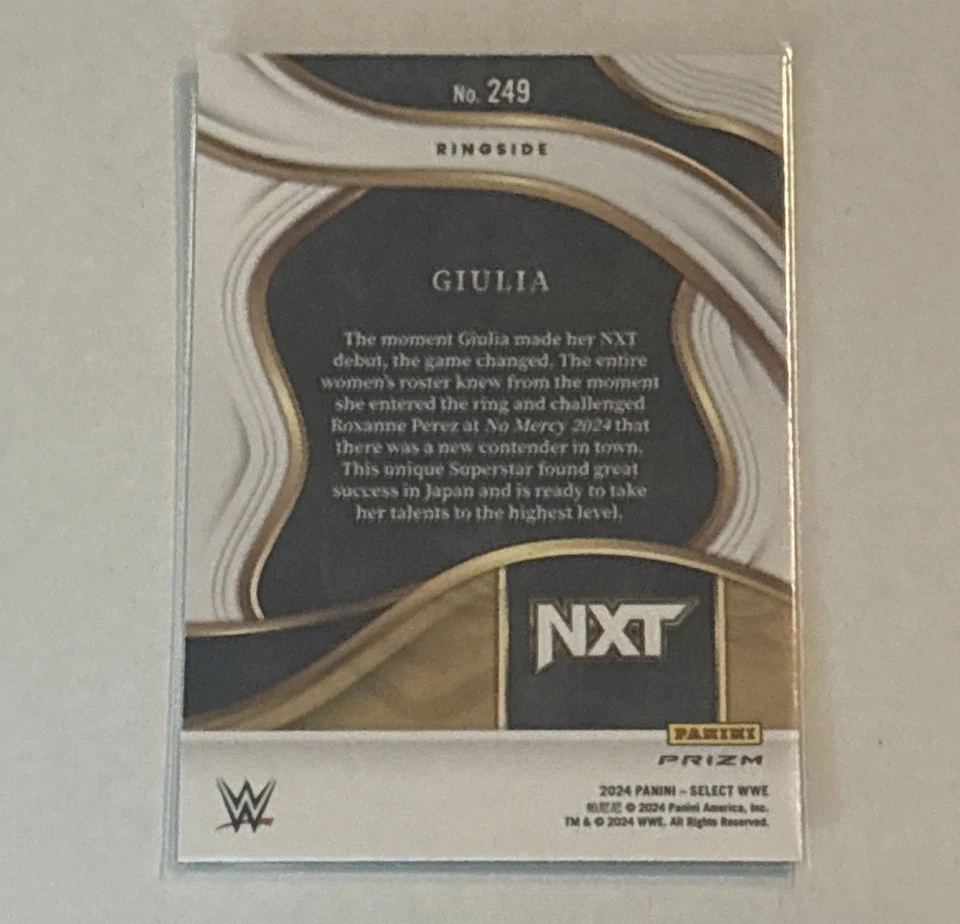 No. 249
RINGSIDE
GIULIA
The moment Giulia made her NXT
debut, the game changed. The entire
women's roster knew from the moment
she entered the ring and challenged
Roxanne Perez at No Mercy 2024 that
there was a new contender in town.
This unique Superstar found great
success in Japan and is ready to take
her talents to the highest level.
NXT
PANINI
PRIZM
W
2024 PANINI – SELECT WWE
帕尼尼 © 2024 Panini America, Inc.
TM & © 2024 WWE. All Rights Reserved.